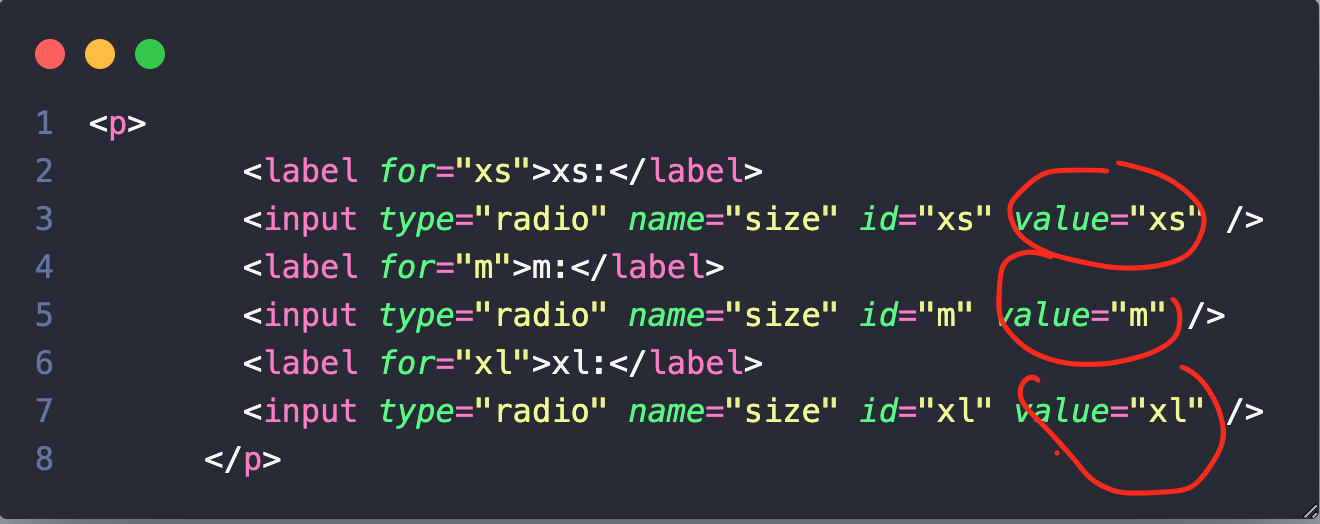 1 <p>
2 <label for="xs">xs:</label>
3 <input type="radio" name="size" id="xs" value="xs" />
4 <label for="m">m:</label>
5 <input type="radio" name="size" id="m" value="m" />
6 <label for="xl">xl:</label>
7 <input type="radio" name="size" id="xl" value="xl" />
8 </p>